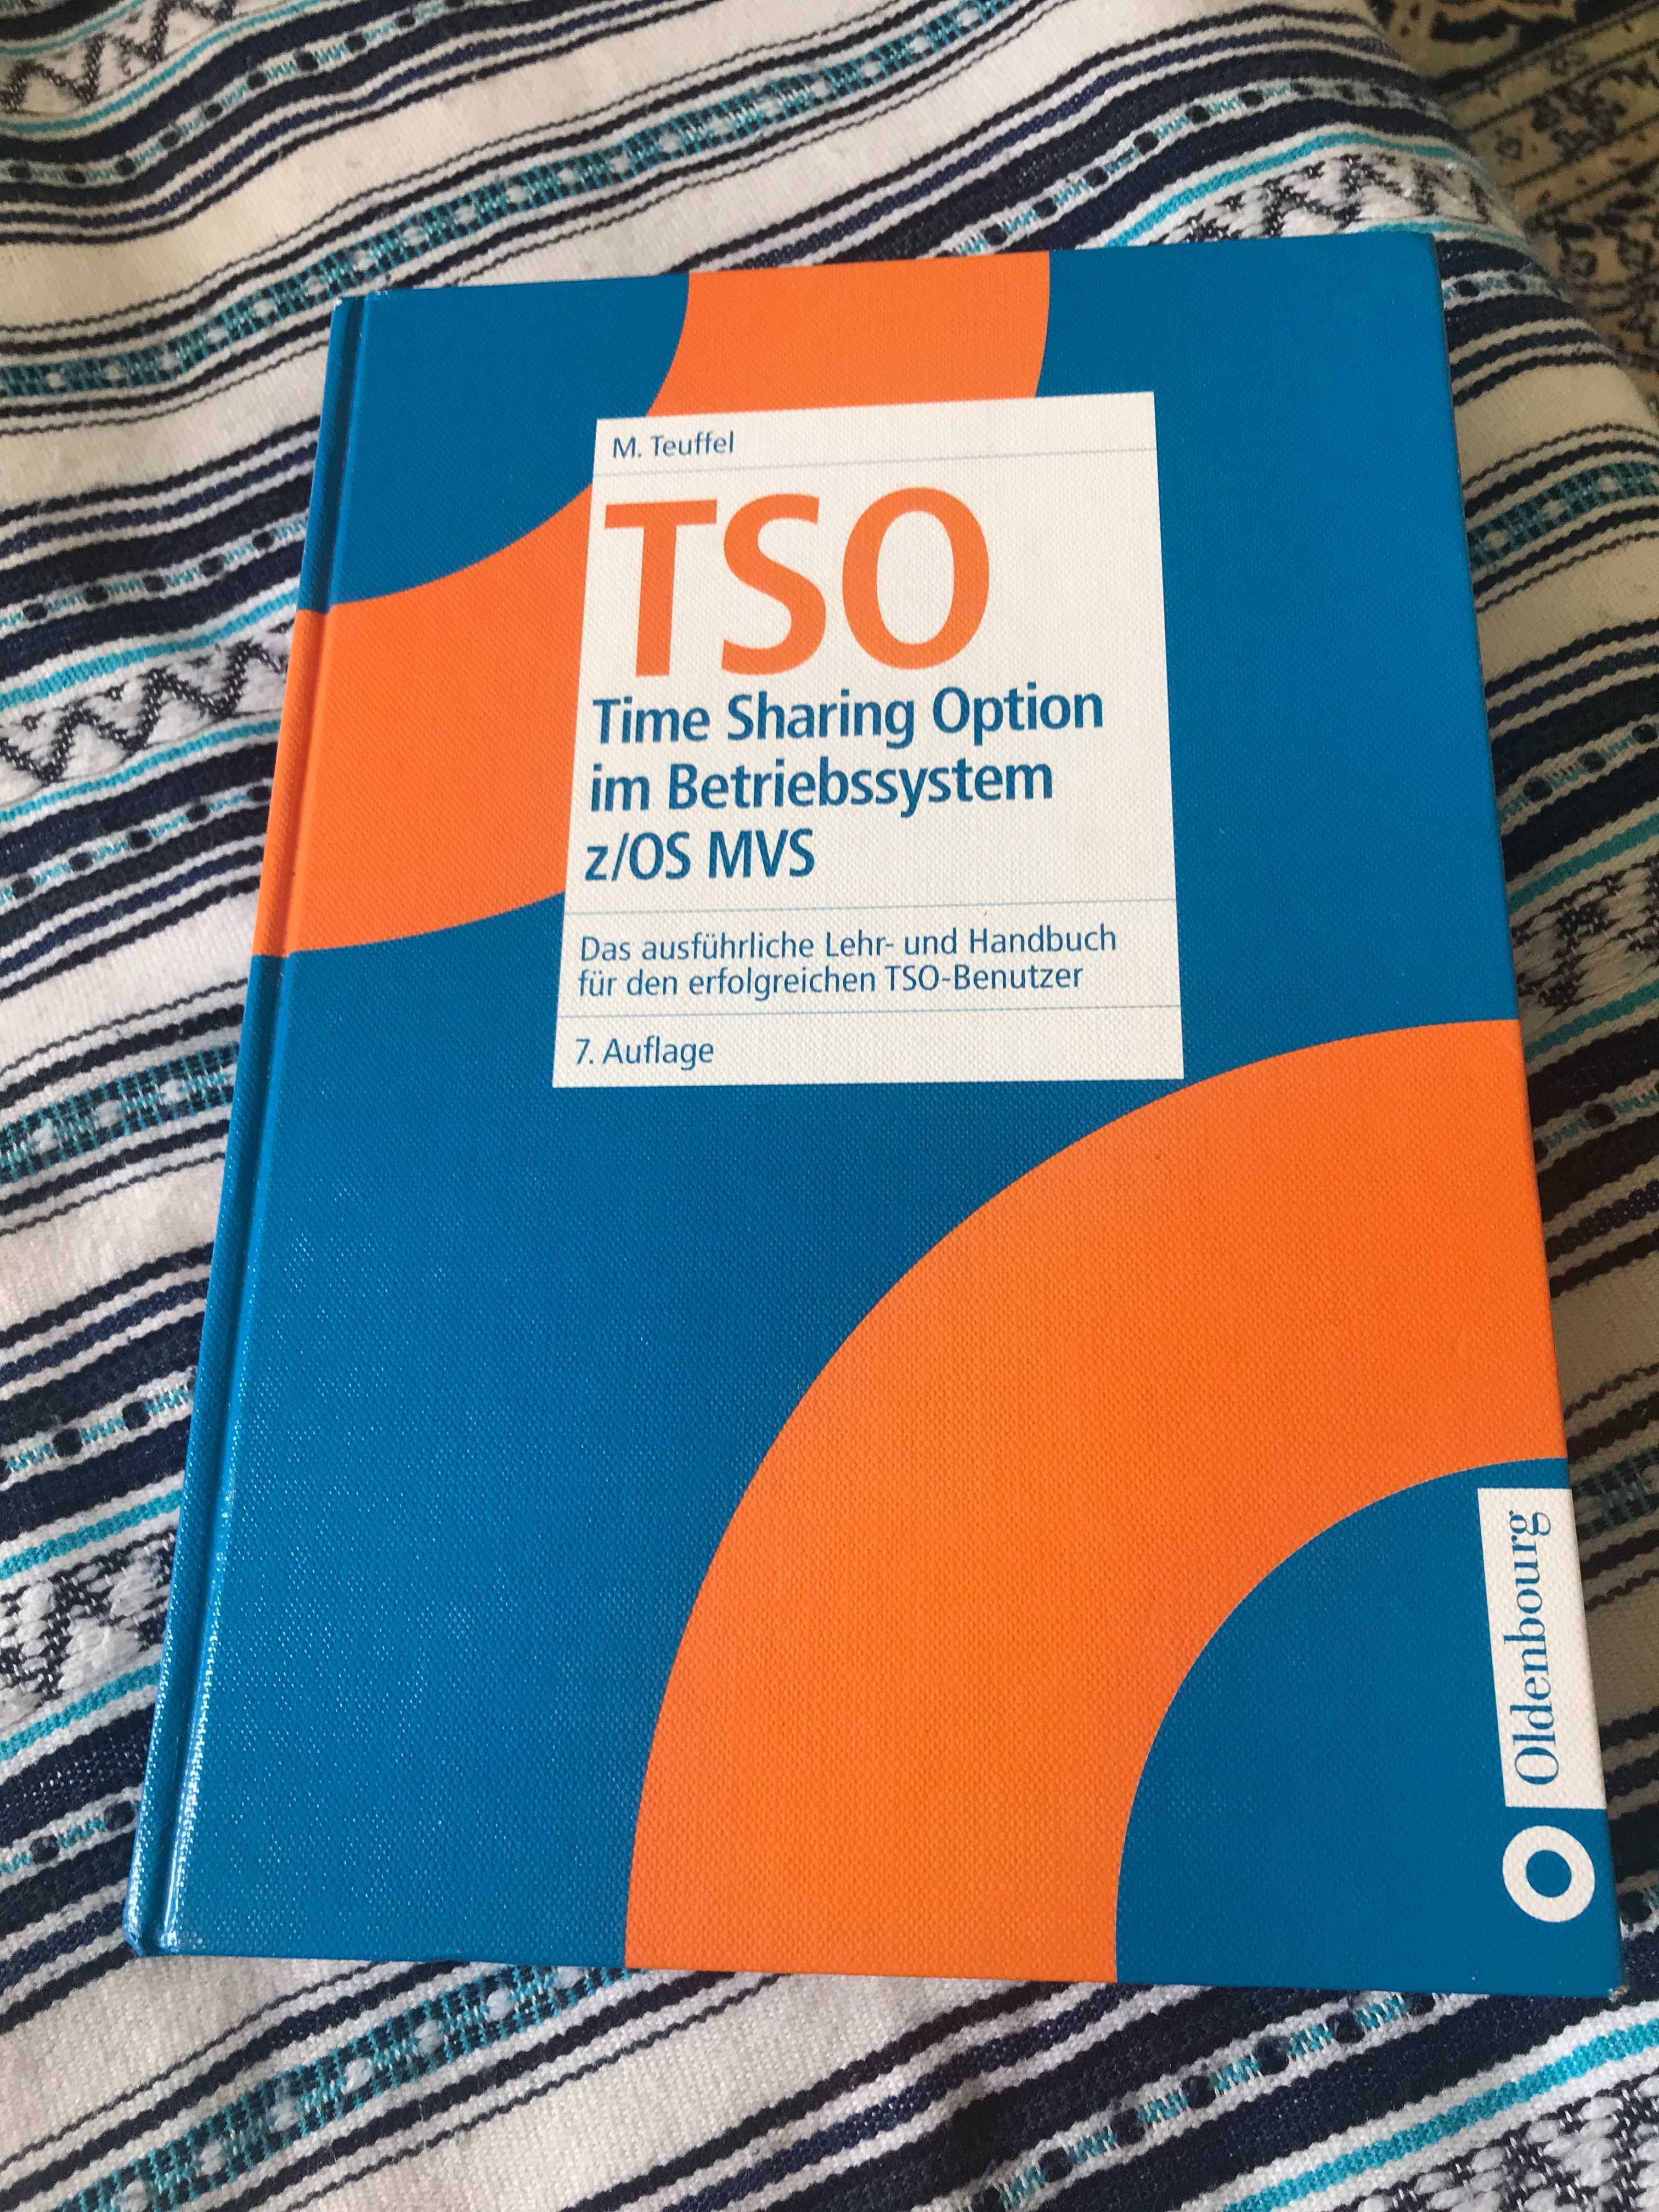 M. Teuffel
TSO
Time Sharing Option
im Betriebssystem
z/OS MVS
Das ausführliche Lehr- und Handbuch
für den erfolgreichen TSO-Benutzer
7. Auflage
Oldenbourg